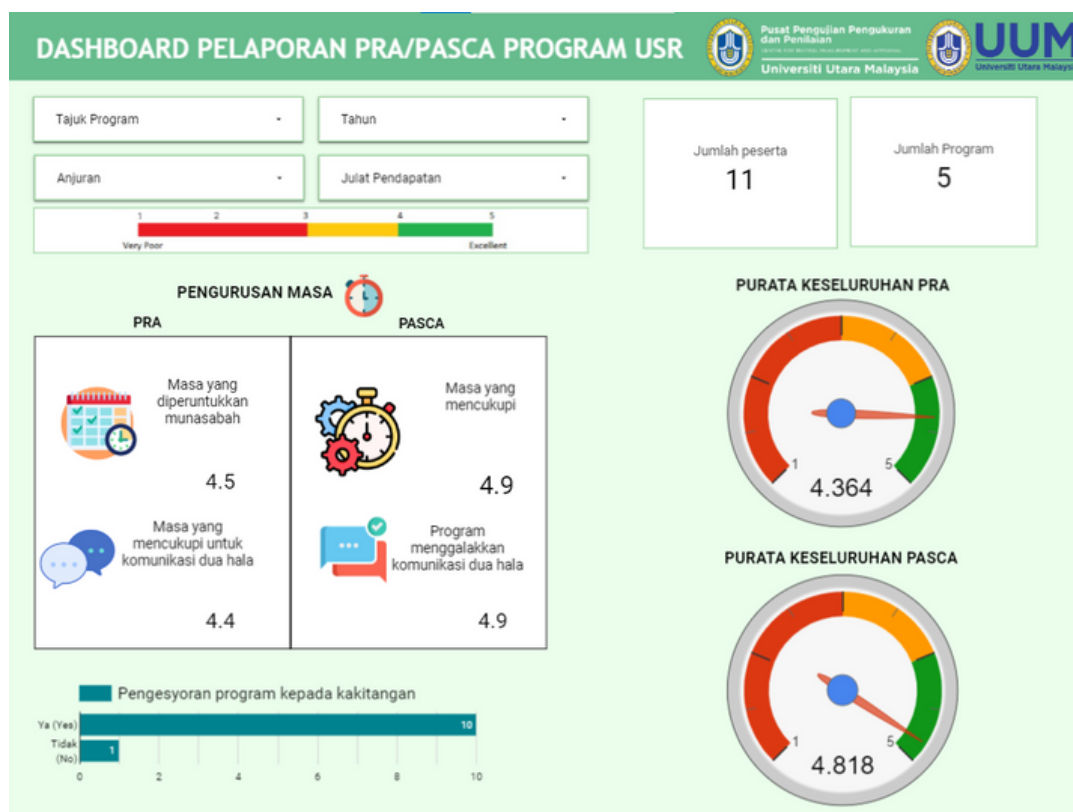 DASHBOARD PELAPORAN PRA/PASCA PROGRAM USR
Pusat Pengujian Pengukuran
dan Penilaian
Universiti Utara Malaysia
UUM
Universiti Utara Malaysia
Tajuk Program
Tahun
Anjuran
Julat Pendapatan
1 2 3 4 5
Very Poor
Excellent
Jumlah peserta
11
Jumlah Program
5
PENGURUSAN MASA
PRA
PASCA
Masa yang
diperuntukkan
munasabah
4.5
Masa yang
mencukupi untuk
komunikasi dua hala
4.4
Masa yang
mencukupi
4.9
Program
menggalakkan
komunikasi dua hala
4.9
PURATA KESELURUHAN PRA
1 5
4.364
PURATA KESELURUHAN PASCA
1 5
4.818
Pengesyoran program kepada kakitangan
Ya (Yes)
10
Tidak
(No)
1
0 2 4 6 8 10